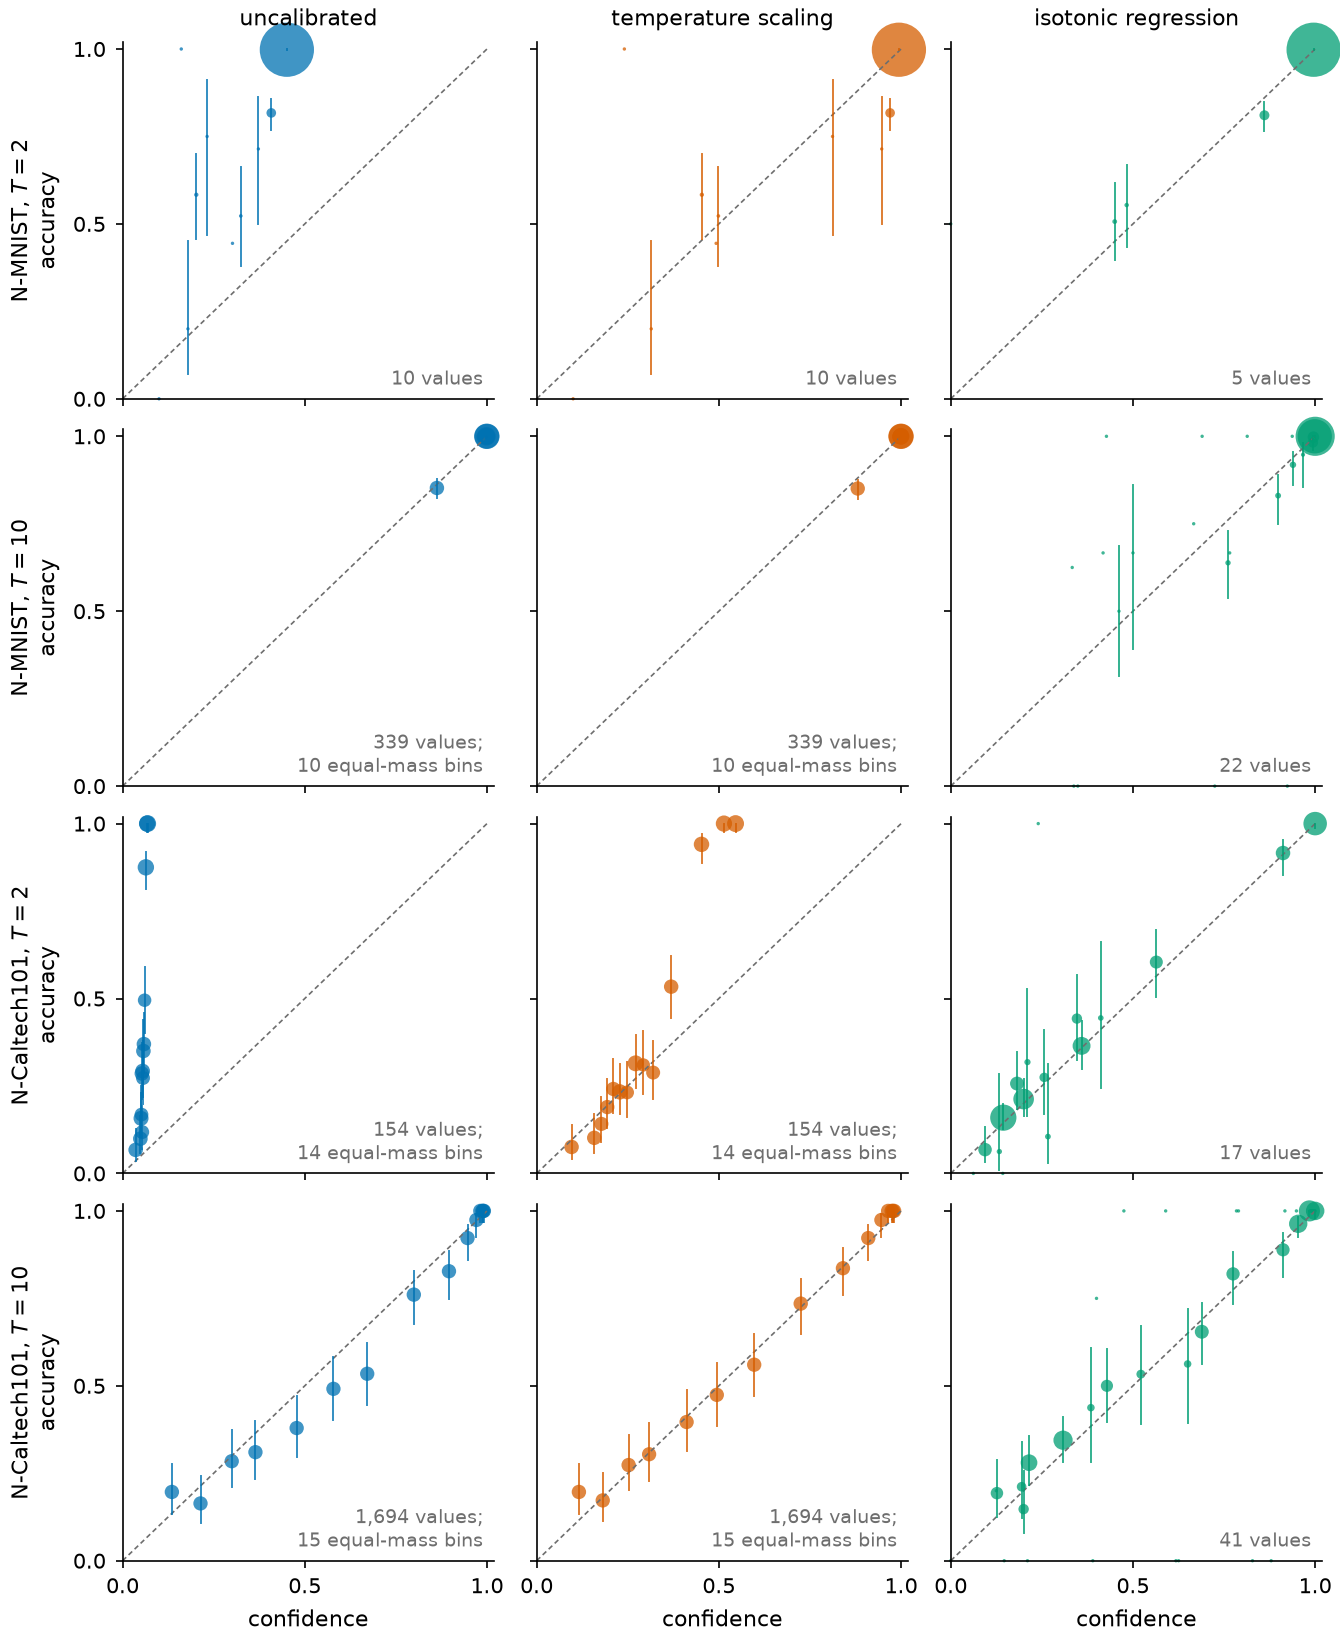 uncalibrated
temperature scaling
isotonic regression
N-MNIST, T = 2
accuracy
1.0
0.5
0.0
10 values
10 values
5 values
N-MNIST, T = 10
accuracy
1.0
0.5
0.0
339 values;
10 equal-mass bins
339 values;
10 equal-mass bins
22 values
N-Caltech101, T = 2
accuracy
1.0
0.5
0.0
154 values;
14 equal-mass bins
154 values;
14 equal-mass bins
17 values
N-Caltech101, T = 10
accuracy
1.0
0.5
0.0
1,694 values;
15 equal-mass bins
1,694 values;
15 equal-mass bins
41 values
0.0 0.5 1.0
0.0 0.5 1.0
0.0 0.5 1.0
confidence
confidence
confidence